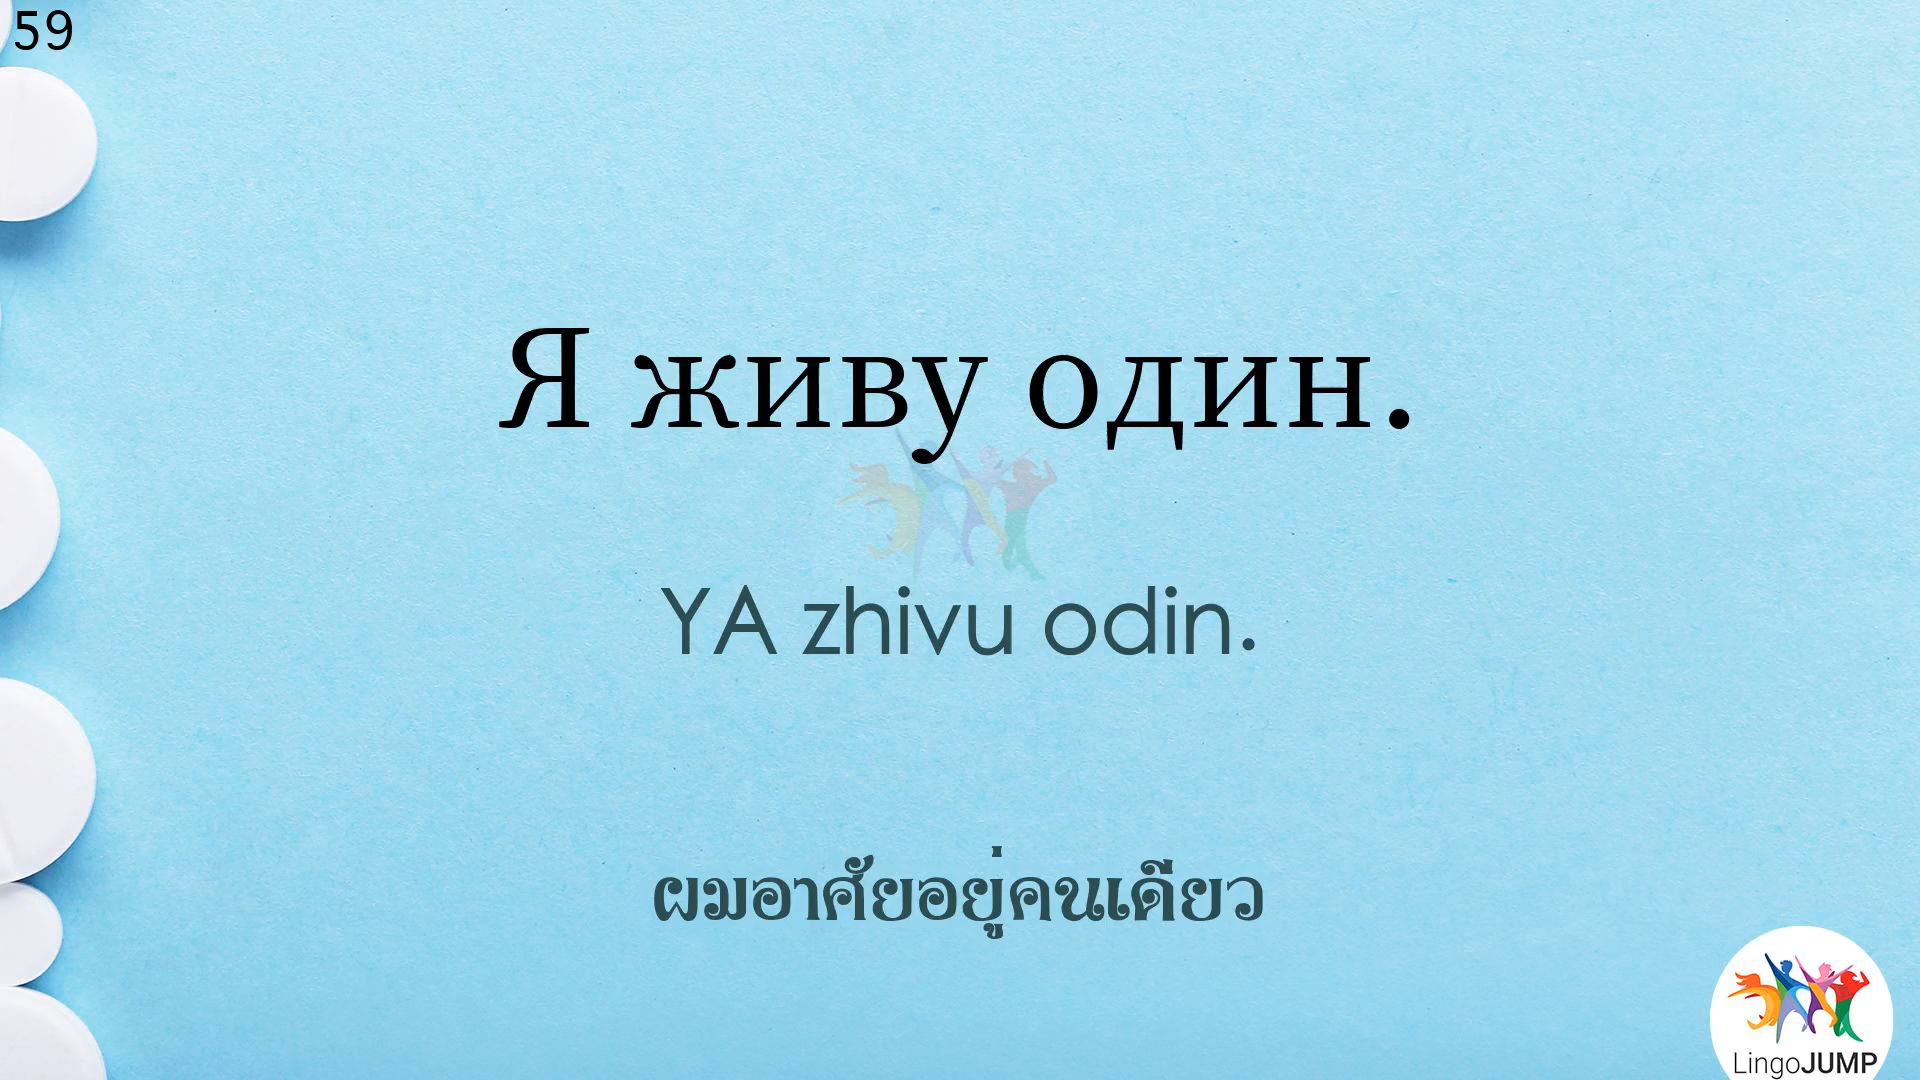 59
Я живу один.
YA zhivu odin.
ผมอาศัยอยู่คนเดียว
LingoJUMP